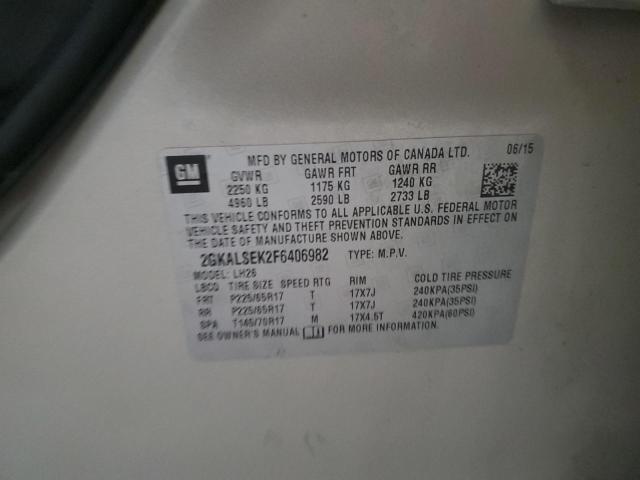 GM
MFD BY GENERAL MOTORS OF CANADA LTD. 06/15
GVWR GAWR FRT GAWR RR
2250 KG 1175 KG 1240 KG
4960 LB 2590 LB 2733 LB
THIS VEHICLE CONFORMS TO ALL APPLICABLE U.S. FEDERAL MOTOR
VEHICLE SAFETY AND THEFT PREVENTION STANDARDS IN EFFECT ON
THE DATE OF MANUFACTURE SHOWN ABOVE.
2GKALSEK2F6406982 TYPE: M.P.V.
MODEL: LH26
LBCO TIRE SIZE SPEED RTG RIM COLD TIRE PRESSURE
FRT P225/65R17 T 17X7J 240KPA(35PSI)
RR P225/65R17 T 17X7J 240KPA(35PSI)
SPA T145/70R17 M 17X4.5T 420KPA(60PSI)
SEE OWNER'S MANUAL FOR MORE INFORMATION.